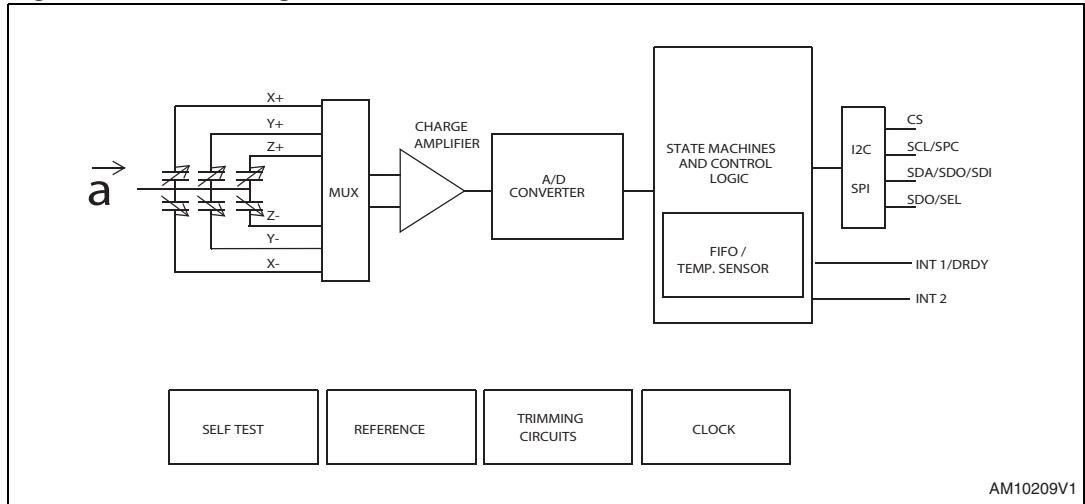 X+
Y+
Z+
a
Z-
Y-
X-
MUX
CHARGE
AMPLIFIER
A/D
CONVERTER
STATE MACHINES
AND CONTROL
LOGIC
FIFO /
TEMP. SENSOR
I2C
SPI
CS
SCL/SPC
SDA/SDO/SDI
SDO/SEL
INT 1/DRDY
INT 2
SELF TEST
REFERENCE
TRIMMING
CIRCUITS
CLOCK
AM10209V1